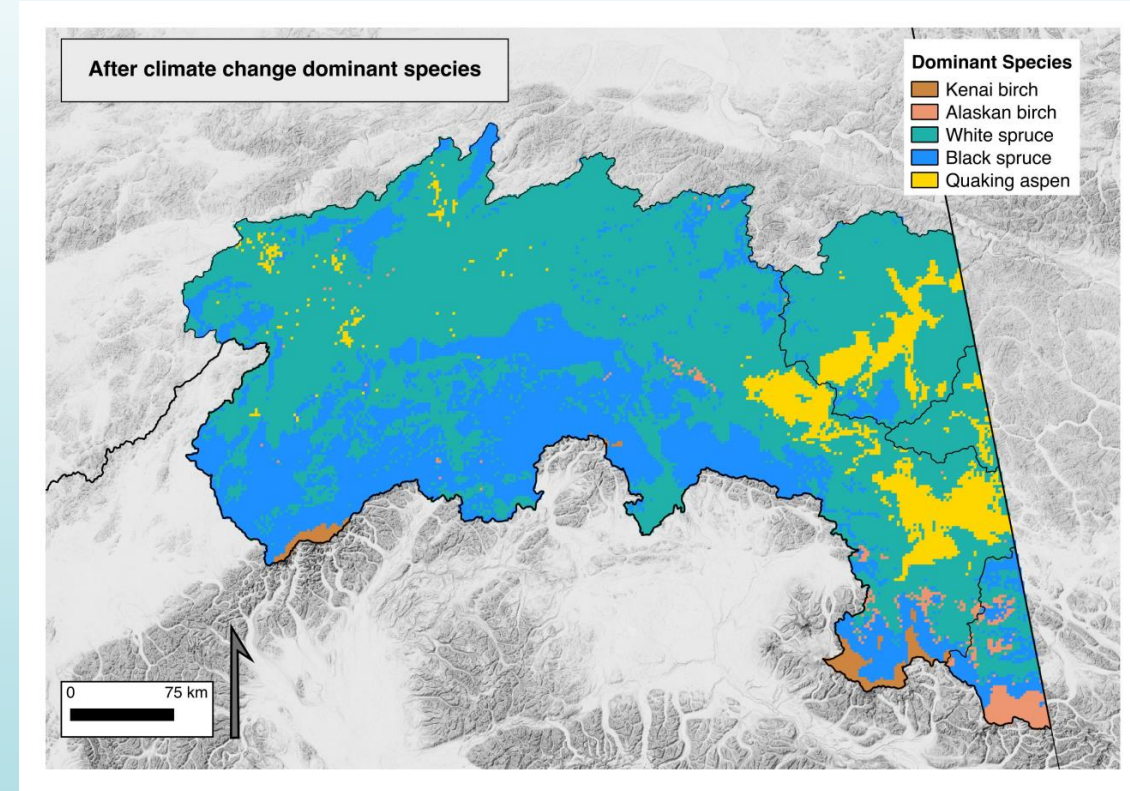 After climate change dominant species
Dominant Species
Kenai birch
Alaskan birch
White spruce
Black spruce
Quaking aspen
0 75 km